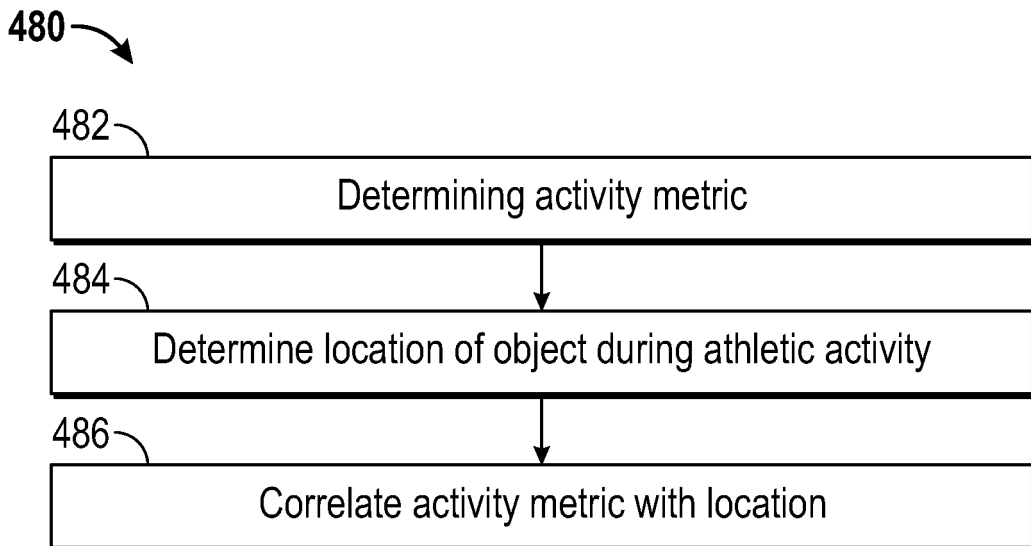 480
482
Determining activity metric
484
Determine location of object during athletic activity
486
Correlate activity metric with location